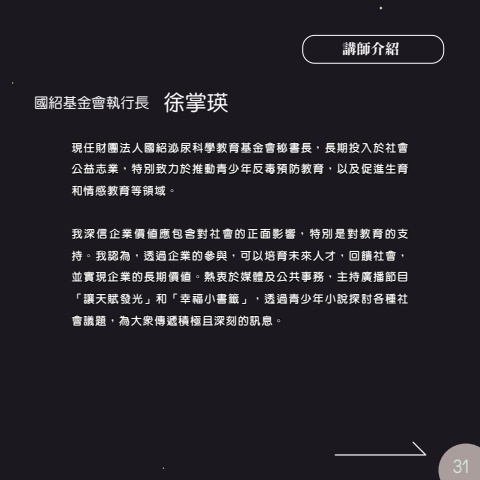 講師介紹
國紹基金會執行長 徐掌瑛
現任財團法人國紹泌尿科學教育基金會秘書長，長期投入於社會
公益志業，特別致力於推動青少年反毒預防教育，以及促進生育
和情感教育等領域。
我深信企業價值應包含對社會的正面影響，特別是對教育的支
持。我認為，透過企業的參與，可以培育未來人才，回饋社會，
並實現企業的長期價值。熱衷於媒體及公共事務，主持廣播節目
「讓天賦發光」和「幸福小書籤」，透過青少年小說探討各種社
會議題，為大眾傳遞積極且深刻的訊息。
31